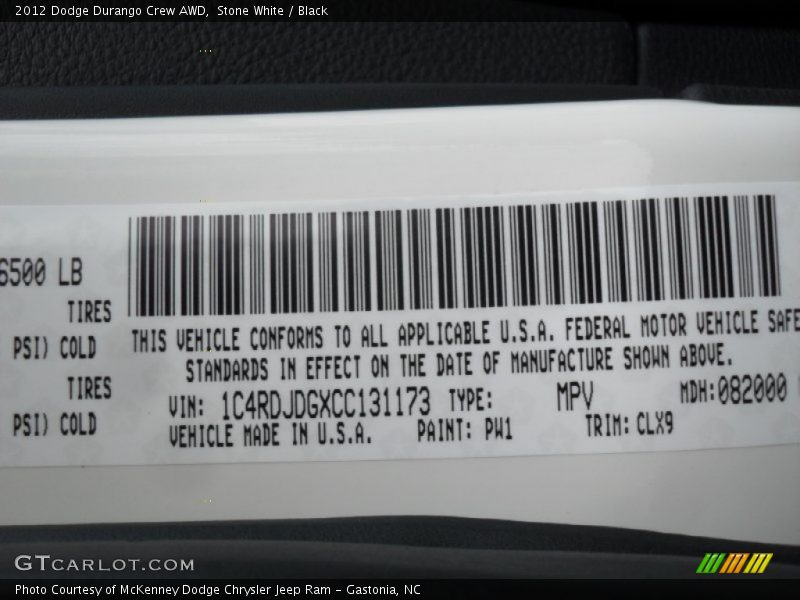 2012 Dodge Durango Crew AWD, Stone White / Black
6500 LB
TIRES
PSI) COLD
TIRES
PSI) COLD
THIS VEHICLE CONFORMS TO ALL APPLICABLE U.S.A. FEDERAL MOTOR VEHICLE SAFE
STANDARDS IN EFFECT ON THE DATE OF MANUFACTURE SHOWN ABOVE.
VIN: 1C4RDJDGXCC131173 TYPE: MPV MDH:082000
VEHICLE MADE IN U.S.A. PAINT: PW1 TRIM: CLX9
GTCARLOT.COM
Photo Courtesy of McKenney Dodge Chrysler Jeep Ram – Gastonia, NC